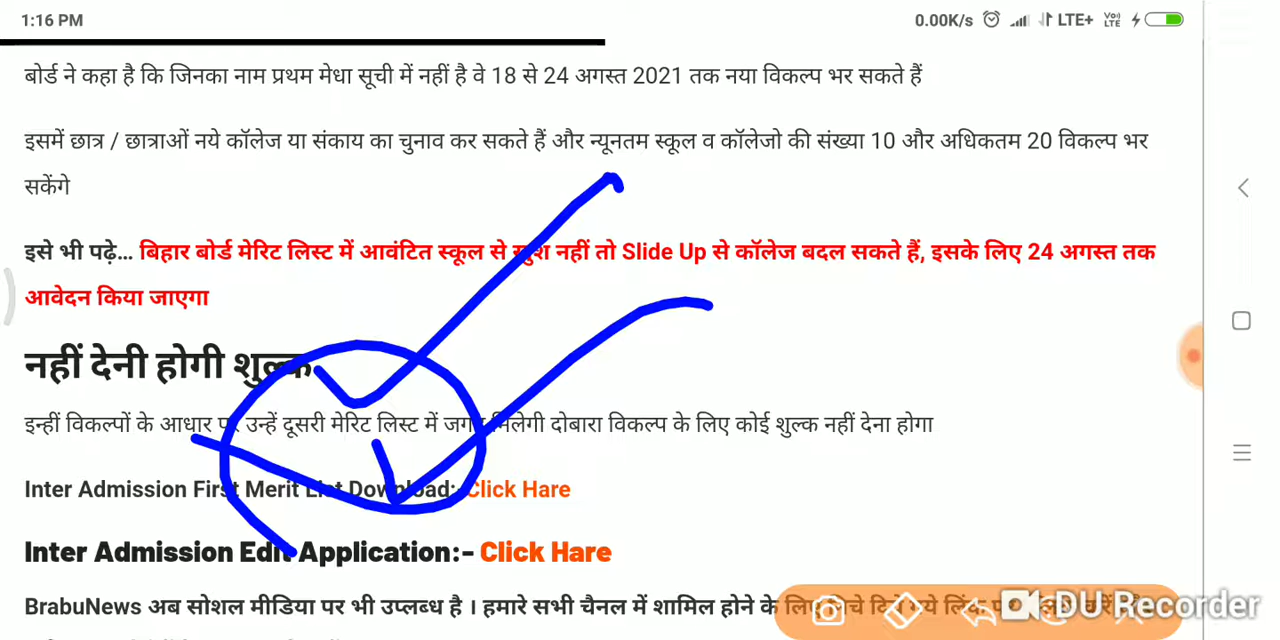 1:16 PM
0.00K/s LTE+ Vo) LTE
बोर्ड ने कहा है कि जिनका नाम प्रथम मेधा सूची में नहीं है वे 18 से 24 अगस्त 2021 तक नया विकल्प भर सकते हैं
इसमें छात्र / छात्राओं नये कॉलेज या संकाय का चुनाव कर सकते हैं और न्यूनतम स्कूल व कॉलेजो की संख्या 10 और अधिकतम 20 विकल्प भर
सकेंगे
इसे भी पढ़े... बिहार बोर्ड मेरिट लिस्ट में आवंटित स्कूल से खुश नहीं तो Slide Up से कॉलेज बदल सकते हैं, इसके लिए 24 अगस्त तक
आवेदन किया जाएगा
नहीं देनी होगी शुल्क
इन्हीं विकल्पों के आधार पर उन्हें दूसरी मेरिट लिस्ट में जगह मिलेगी दोबारा विकल्प के लिए कोई शुल्क नहीं देना होगा
Inter Admission First Merit List Download:- Click Hare
Inter Admission Edit Application:- Click Hare
BrabuNews अब सोशल मीडिया पर भी उप्लब्ध है । हमारे सभी चैनल में शामिल होने के लिए निचे दिये गये लिंक पर
DU Recorder